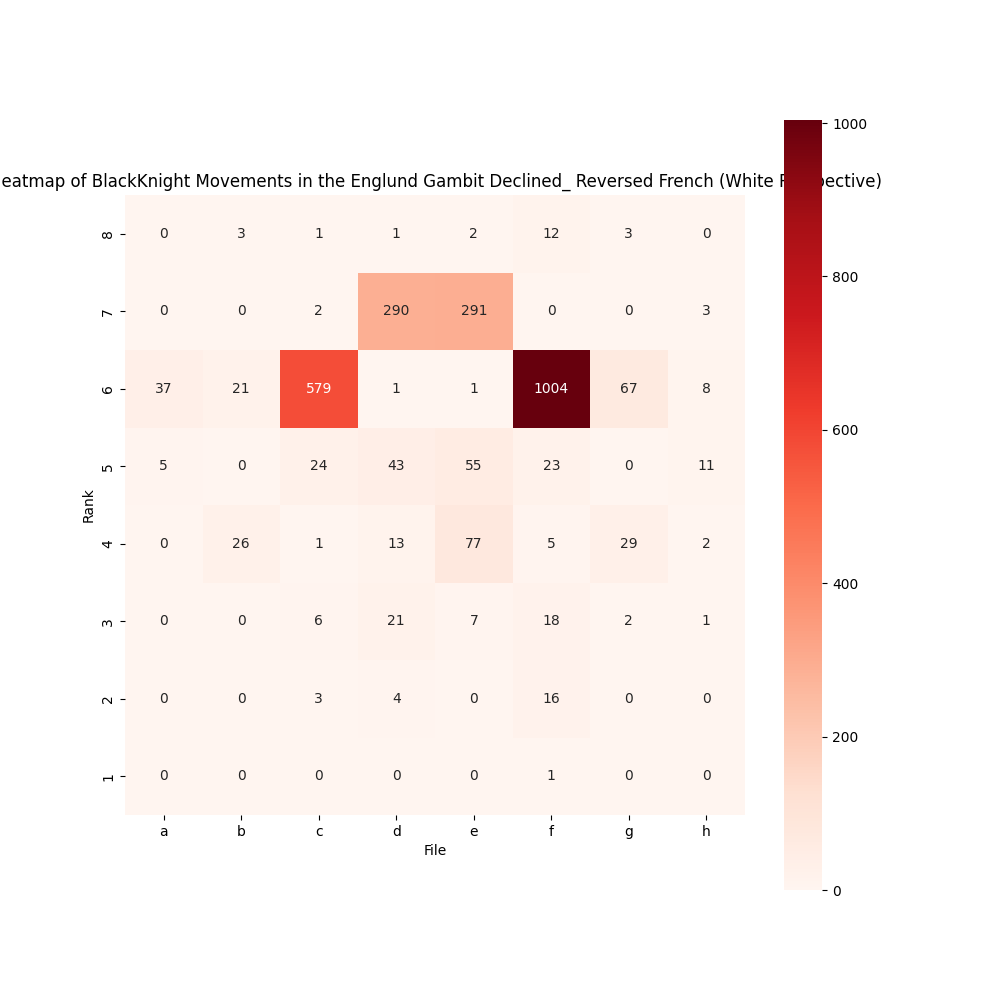 eatmap of BlackKnight Movements in the Englund Gambit Declined_ Reversed French (White P pective)
1000
800
600
400
200
0
8 0 3 1 1 2 12 3 0
7 0 0 2 290 291 0 0 3
6 37 21 579 1 1 1004 67 8
5 5 0 24 43 55 23 0 11
Rank
4 0 26 1 13 77 5 29 2
3 0 0 6 21 7 18 2 1
2 0 0 3 4 0 16 0 0
1 0 0 0 0 0 1 0 0
a b c d e f g h
File